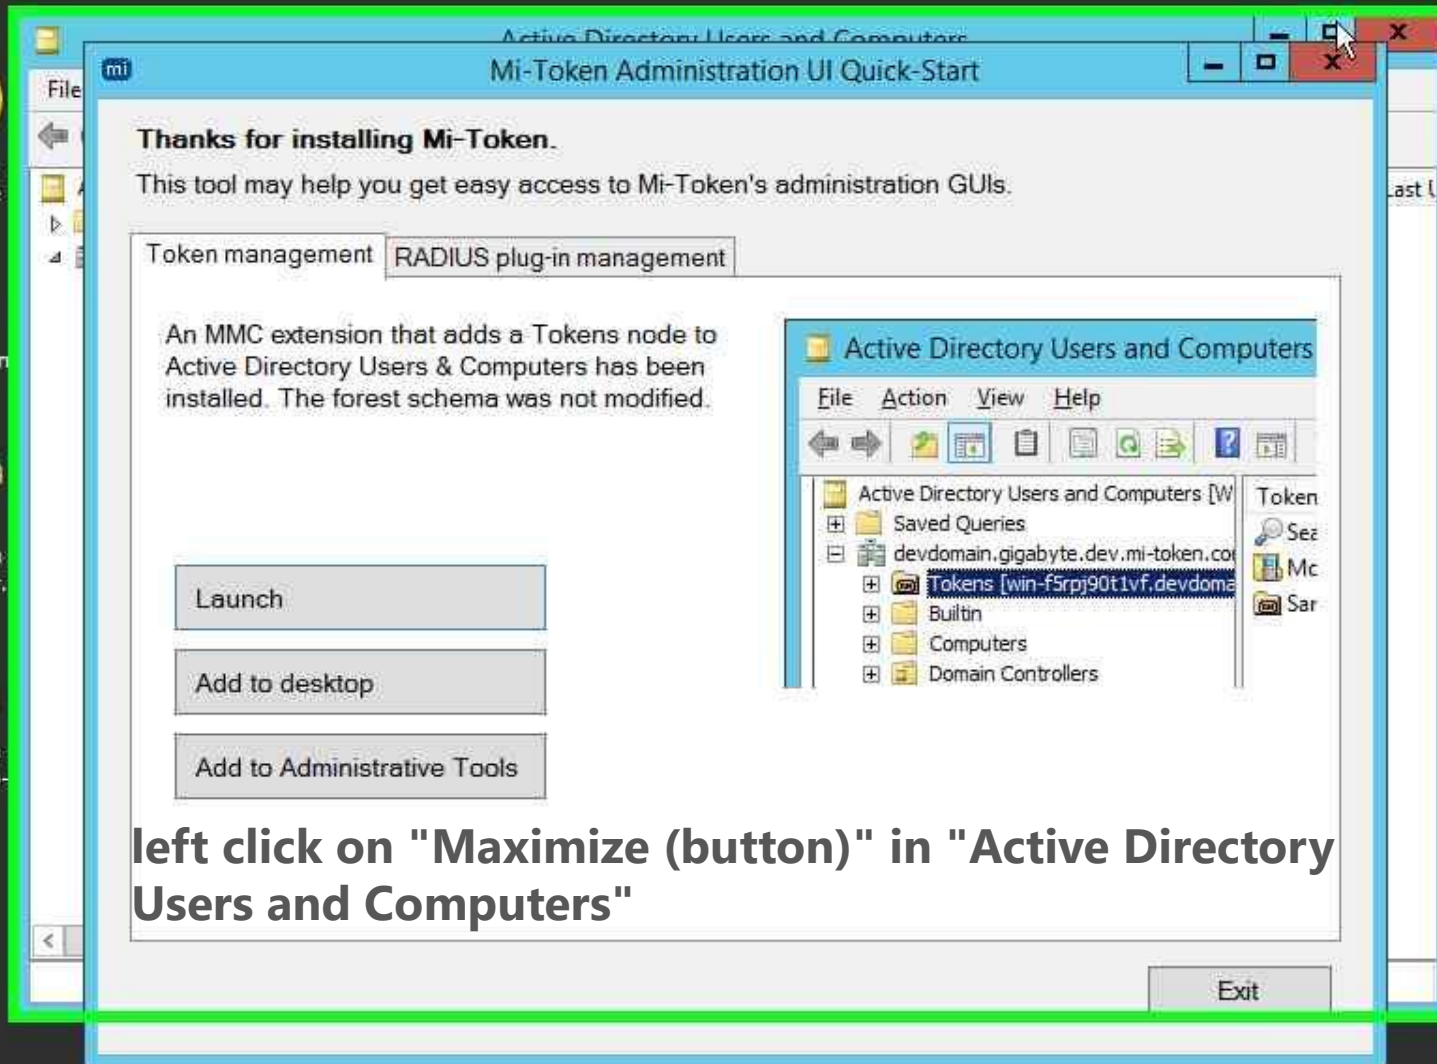 Active Directory Users and Computers
mi
Mi-Token Administration UI Quick-Start
File
Thanks for installing Mi-Token.
This tool may help you get easy access to Mi-Token's administration GUIs.
Last U
Token management
RADIUS plug-in management
An MMC extension that adds a Tokens node to
Active Directory Users & Computers has been
installed. The forest schema was not modified.
Active Directory Users and Computers
File Action View Help
Active Directory Users and Computers [W
Token
Saved Queries
Sea
devdomain.gigabyte.dev.mi-token.co
Mc
Tokens [win-f5rpj90t1vf.devdoma
Sar
Builtin
Computers
Domain Controllers
Launch
Add to desktop
Add to Administrative Tools
left click on "Maximize (button)" in "Active Directory
Users and Computers"
Exit